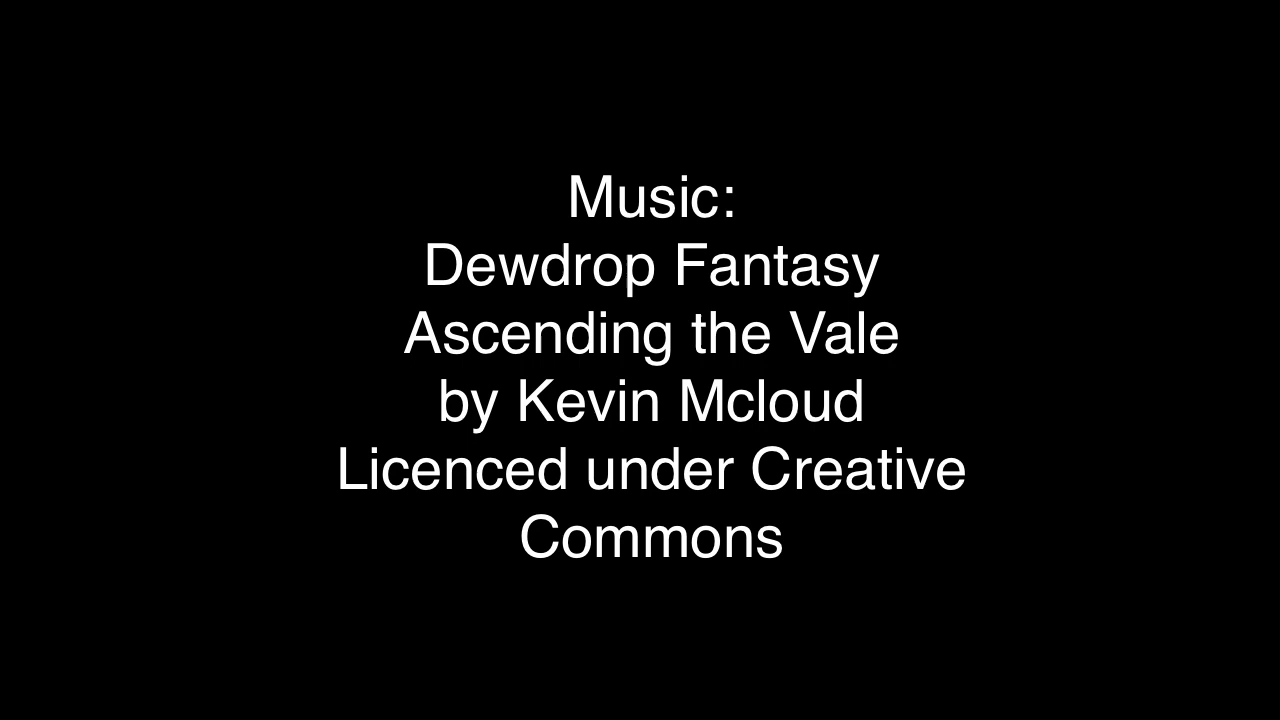 Music:
Dewdrop Fantasy
Ascending the Vale
by Kevin Mcloud
Licenced under Creative
Commons